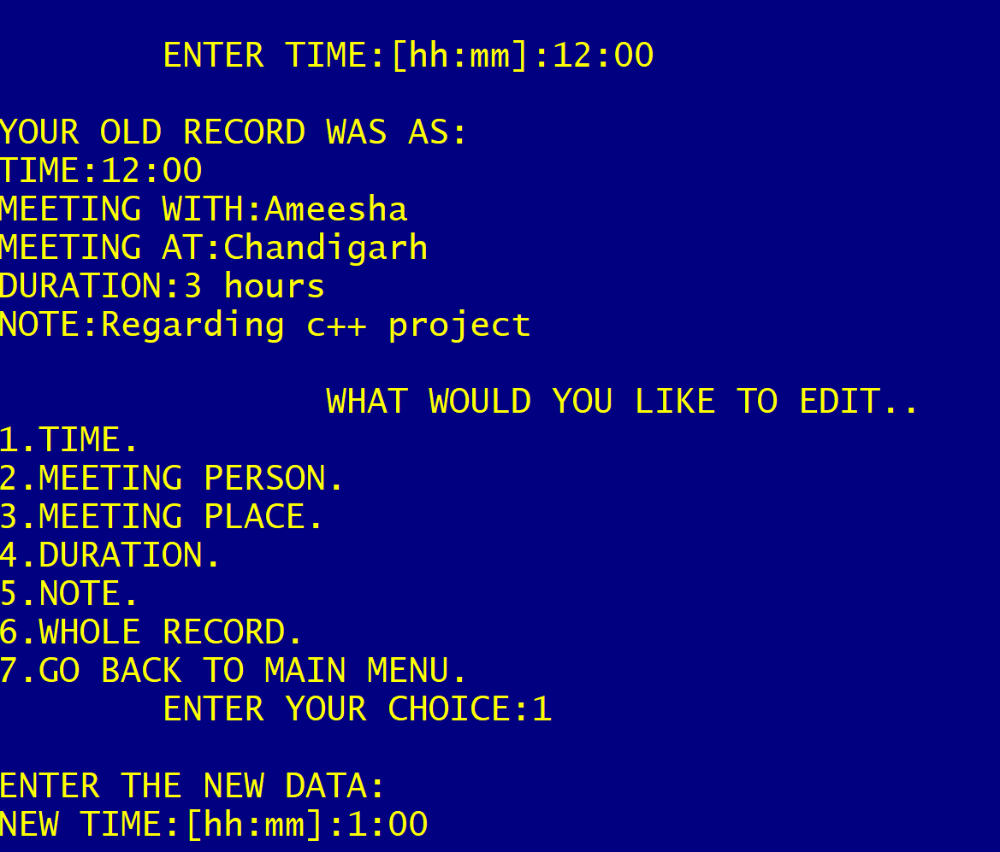 ENTER TIME:[hh:mm]:12:00
YOUR OLD RECORD WAS AS:
TIME:12:00
MEETING WITH:Ameesha
MEETING AT:Chandigarh
DURATION:3 hours
NOTE:Regarding c++ project
WHAT WOULD YOU LIKE TO EDIT..
1.TIME.
2.MEETING PERSON.
3.MEETING PLACE.
4.DURATION.
5.NOTE.
6.WHOLE RECORD.
7.GO BACK TO MAIN MENU.
ENTER YOUR CHOICE:1
ENTER THE NEW DATA:
NEW TIME:[hh:mm]:1:00